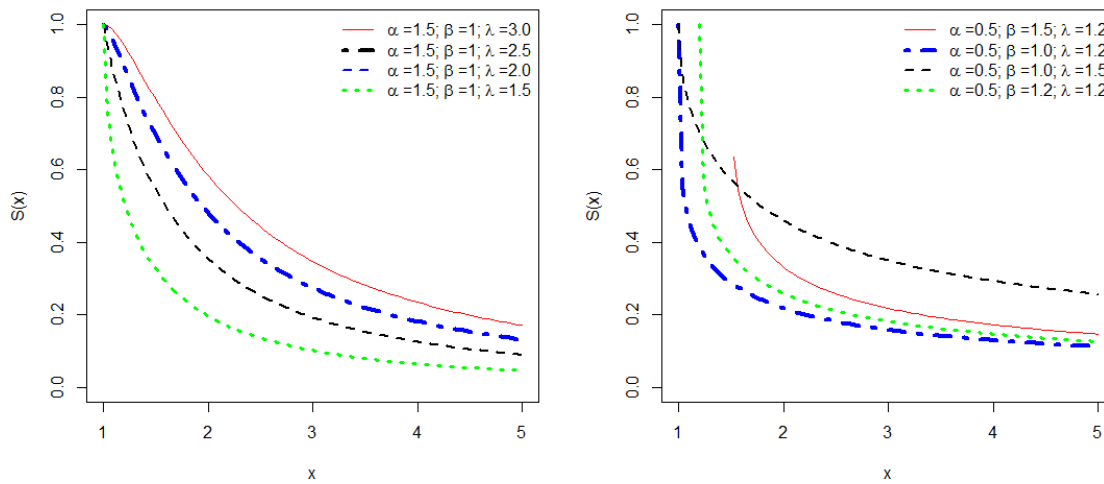 α =1.5; β =1; λ =3.0
α =1.5; β =1; λ =2.5
α =1.5; β =1; λ =2.0
α =1.5; β =1; λ =1.5
1.0
0.8
0.6
0.4
0.2
0.0
S(x)
1 2 3 4 5
x
α =0.5; β =1.5; λ =1.2
α =0.5; β =1.0; λ =1.2
α =0.5; β =1.0; λ =1.5
α =0.5; β =1.2; λ =1.2
1.0
0.8
0.6
0.4
0.2
0.0
S(x)
1 2 3 4 5
x